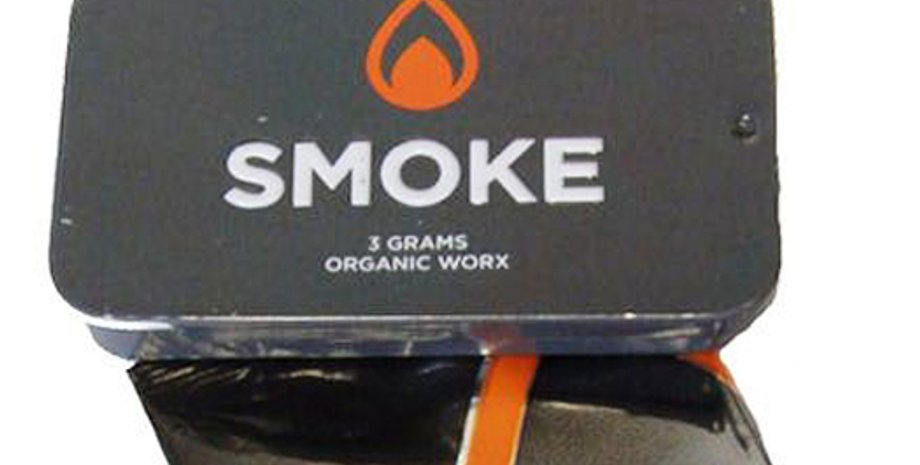 SMOKE
3 GRAMS
ORGANIC WORX